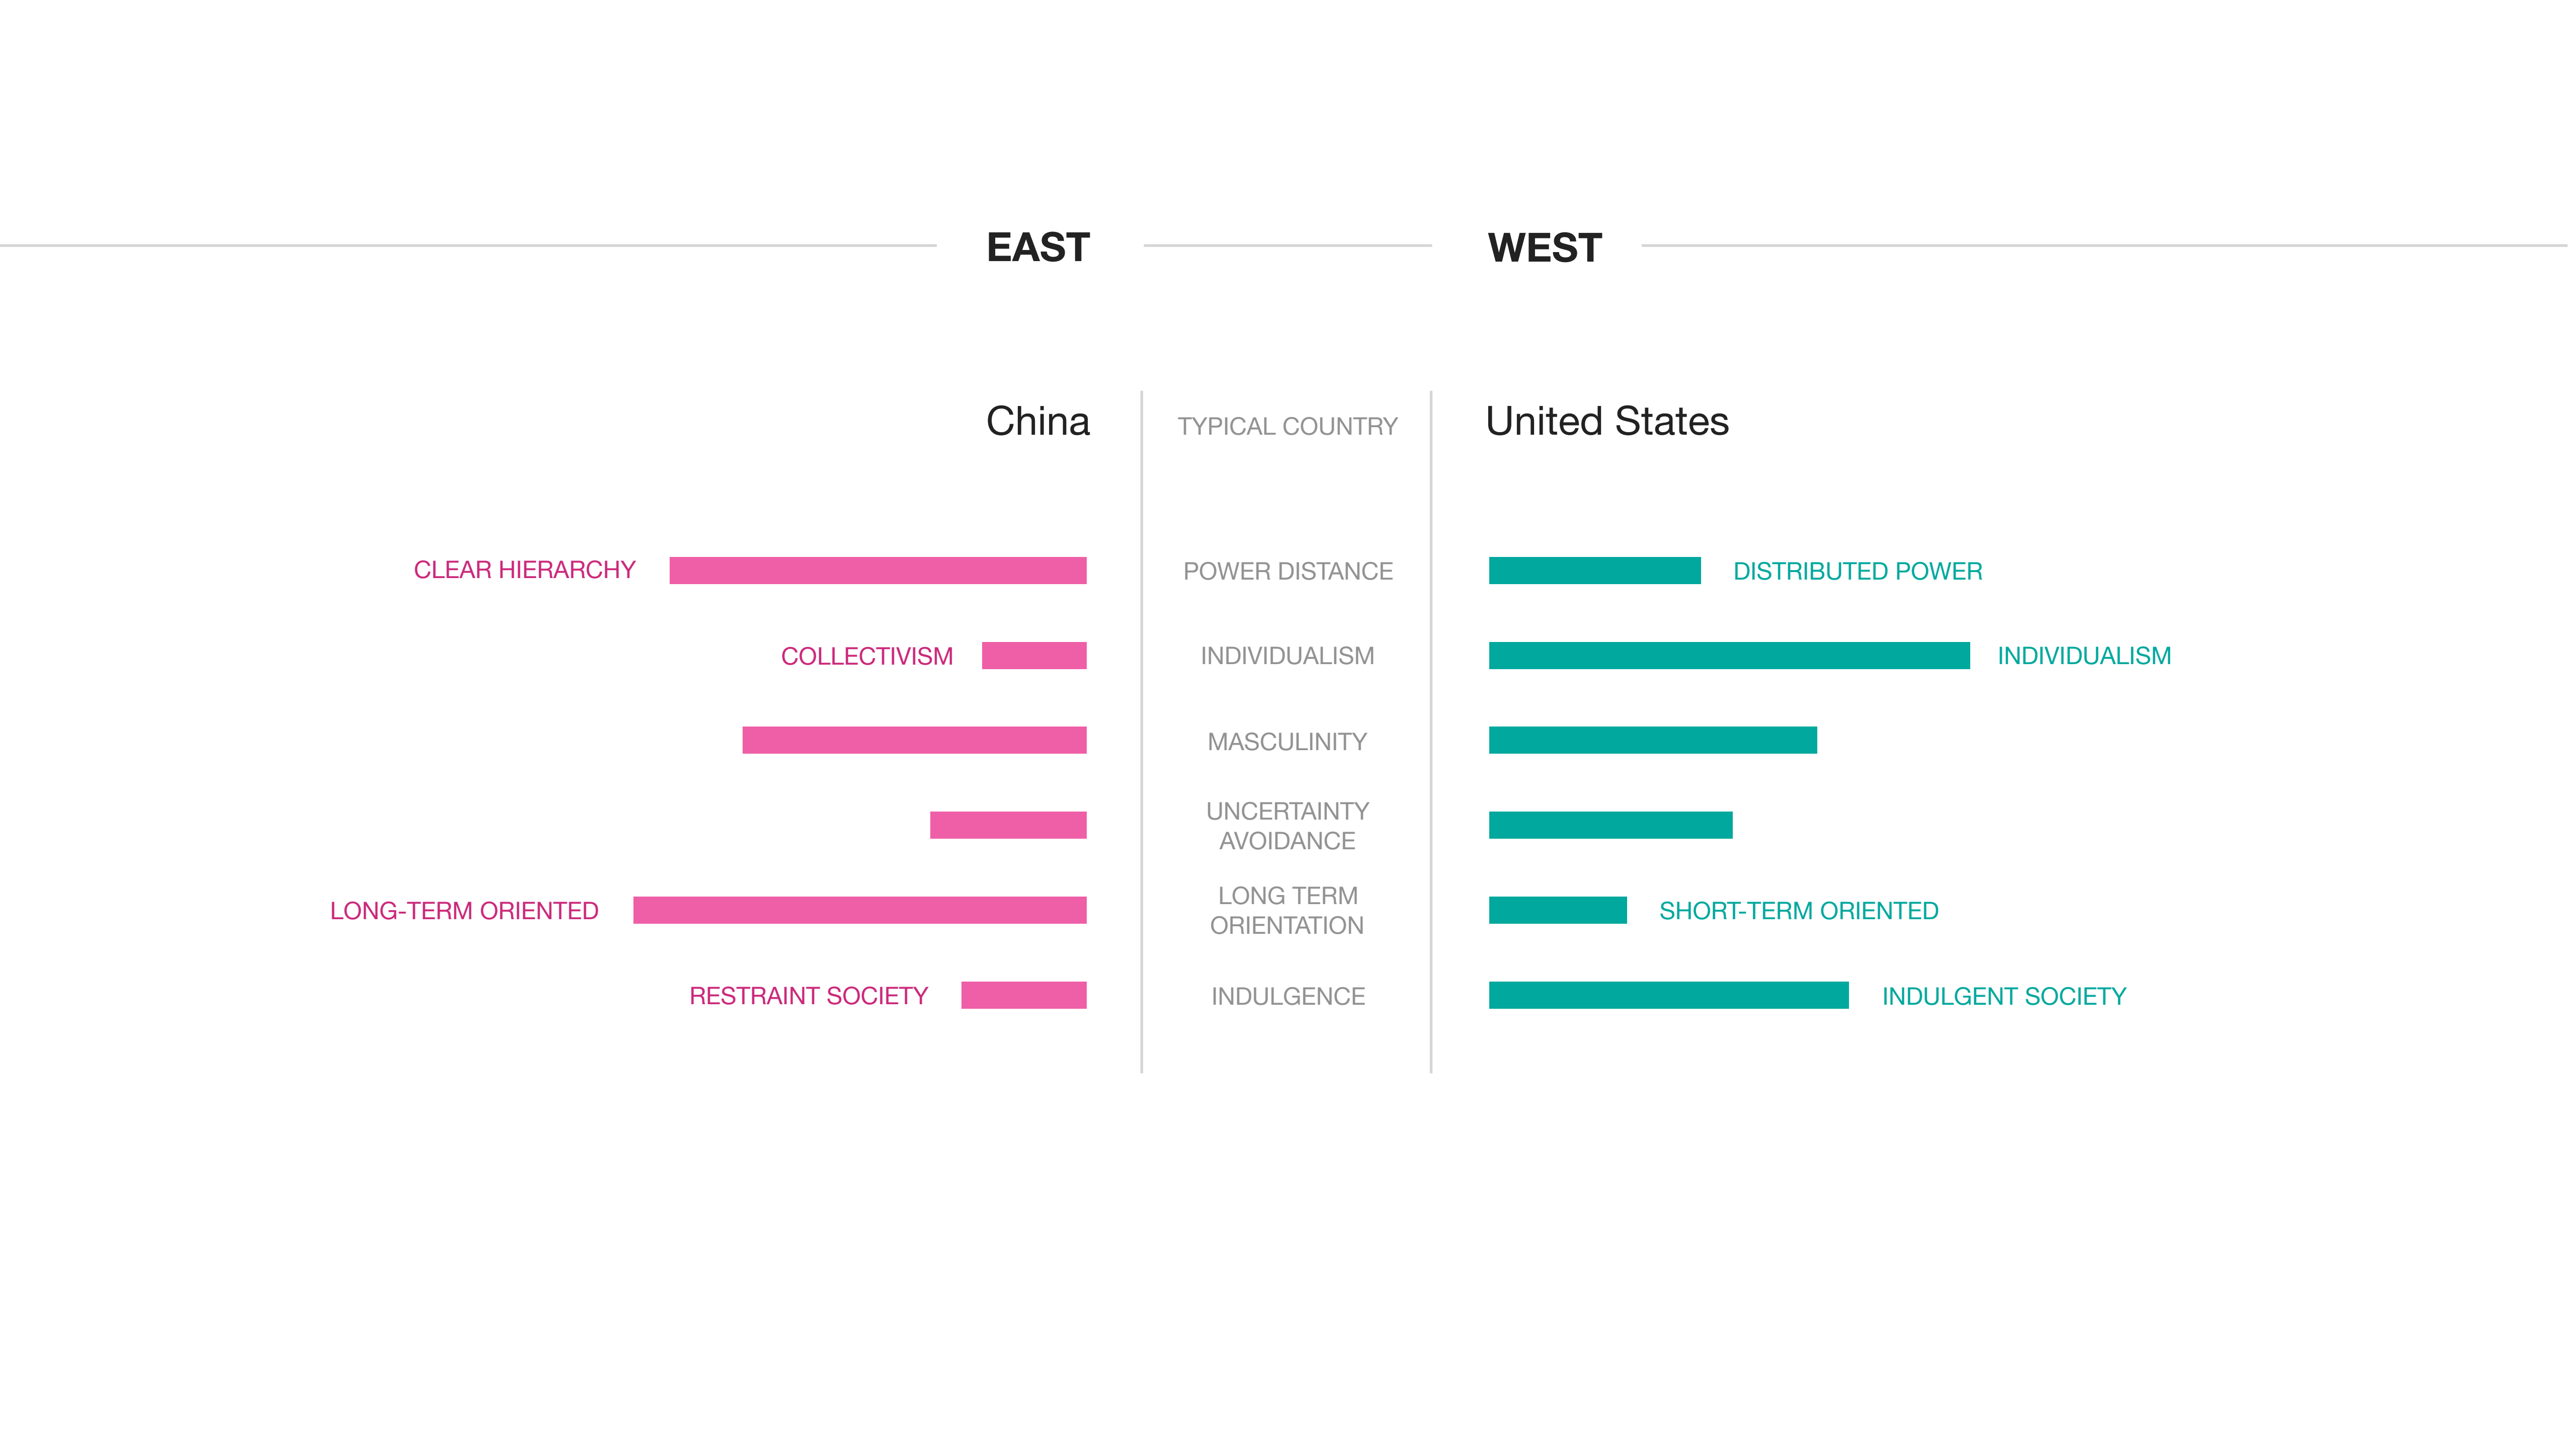 EAST
WEST
China
TYPICAL COUNTRY
United States
CLEAR HIERARCHY
POWER DISTANCE
DISTRIBUTED POWER
COLLECTIVISM
INDIVIDUALISM
INDIVIDUALISM
MASCULINITY
UNCERTAINTY
AVOIDANCE
LONG-TERM ORIENTED
LONG TERM
ORIENTATION
SHORT-TERM ORIENTED
RESTRAINT SOCIETY
INDULGENCE
INDULGENT SOCIETY